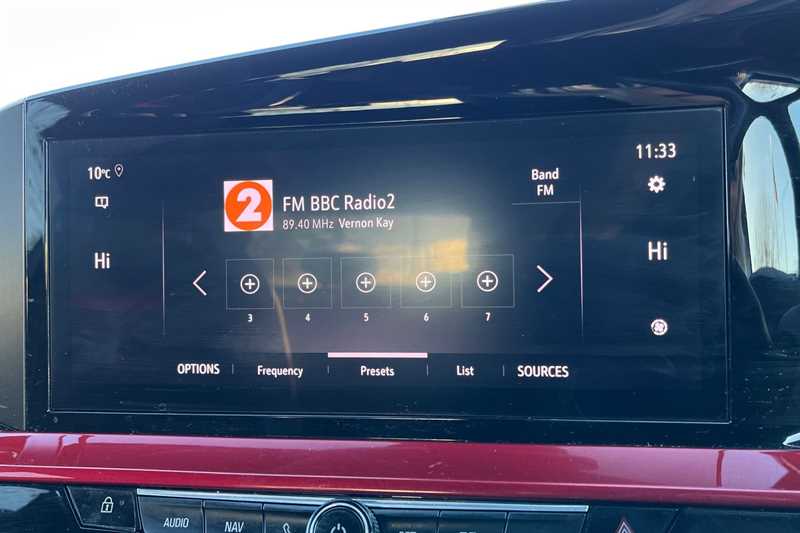 10°C
11:33
2
FM BBC Radio2
89.40 MHz Vernon Kay
Band
FM
Hi
Hi
3 4 5 6 7
OPTIONS Frequency Presets List SOURCES
AUDIO NAV